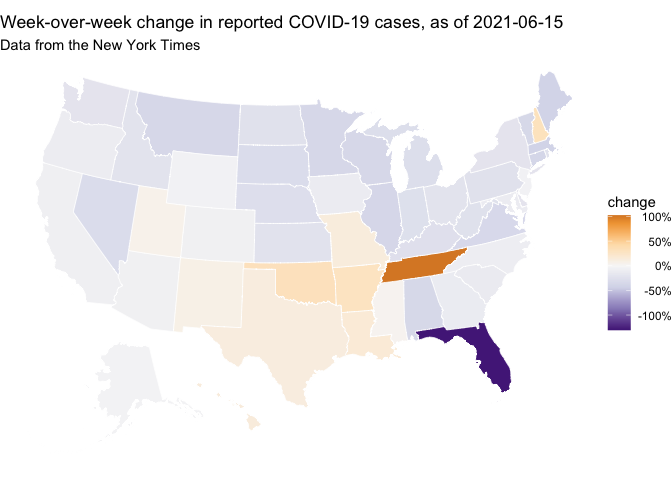 Week-over-week change in reported COVID-19 cases, as of 2021-06-15
Data from the New York Times
change
100%
50%
0%
-50%
-100%